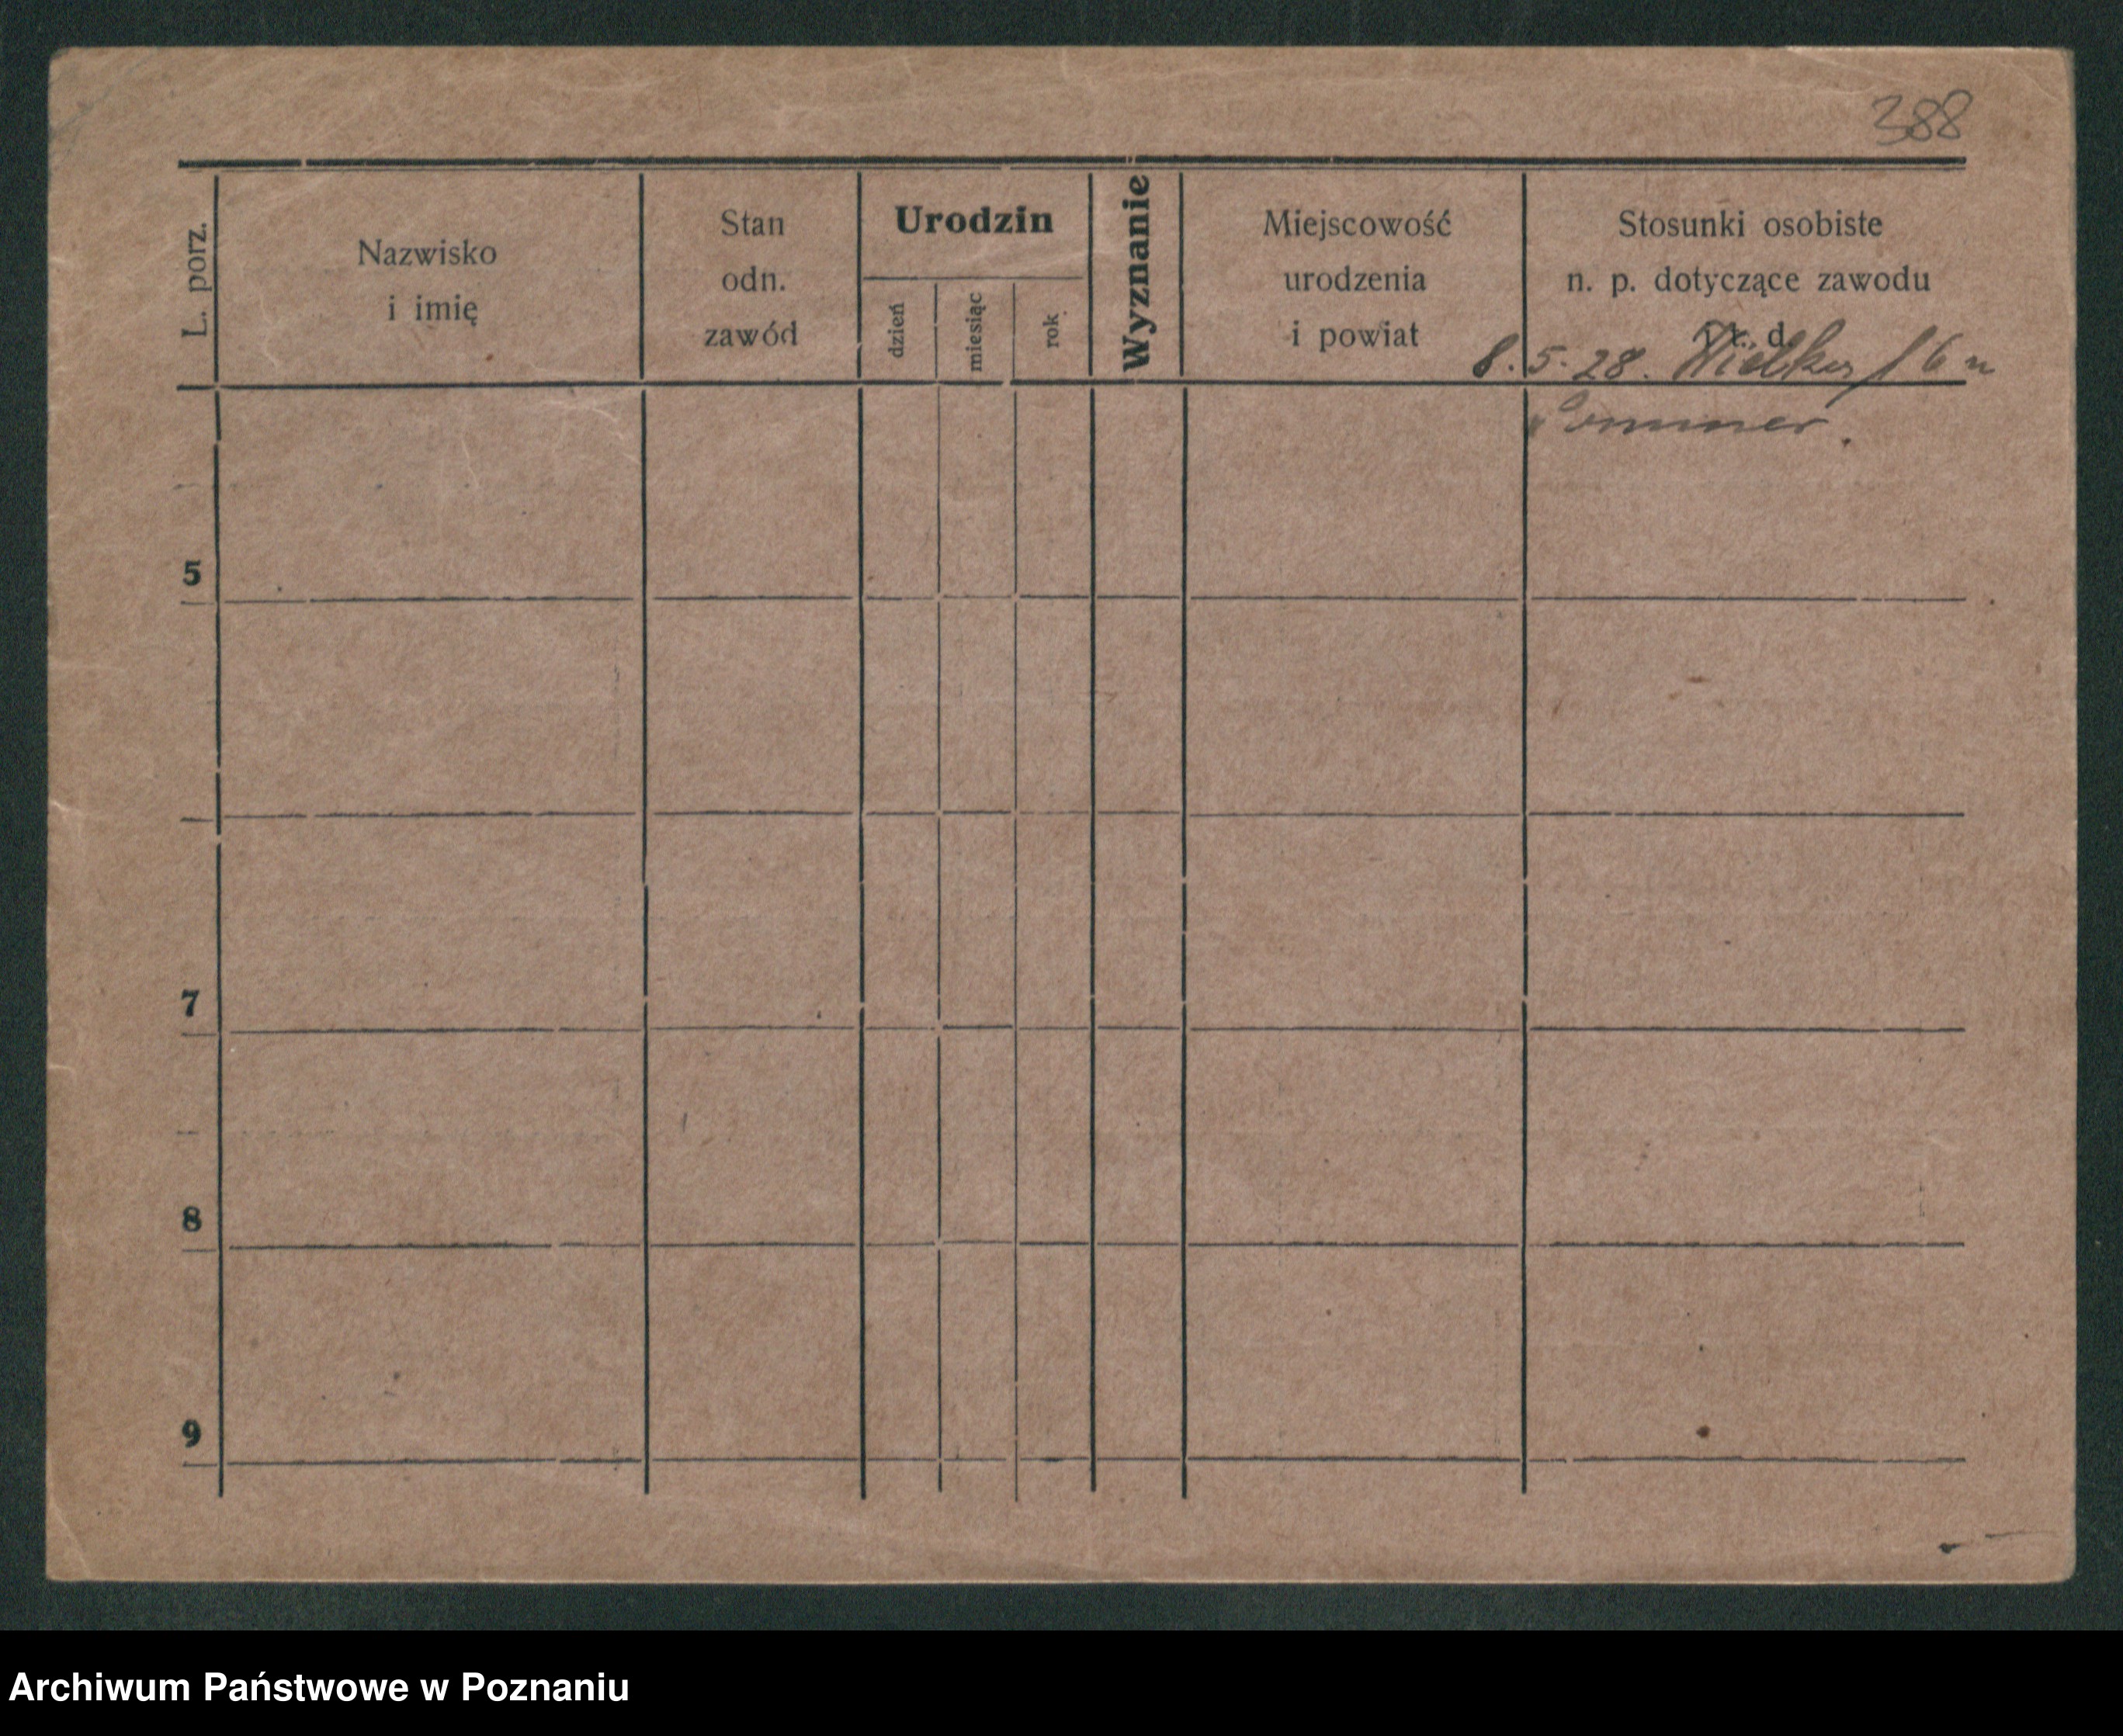 388
L. porz.
Nazwisko
i imię
Stan
odn.
zawód
Urodzin
dzień
miesiąc
rok
Wyznanie
Miejscowość
urodzenia
i powiat
Stosunki osobiste
n. p. dotyczące zawodu
i t. d.
8. 5. 28. 16
5
7
8
9
Archiwum Państwowe w Poznaniu